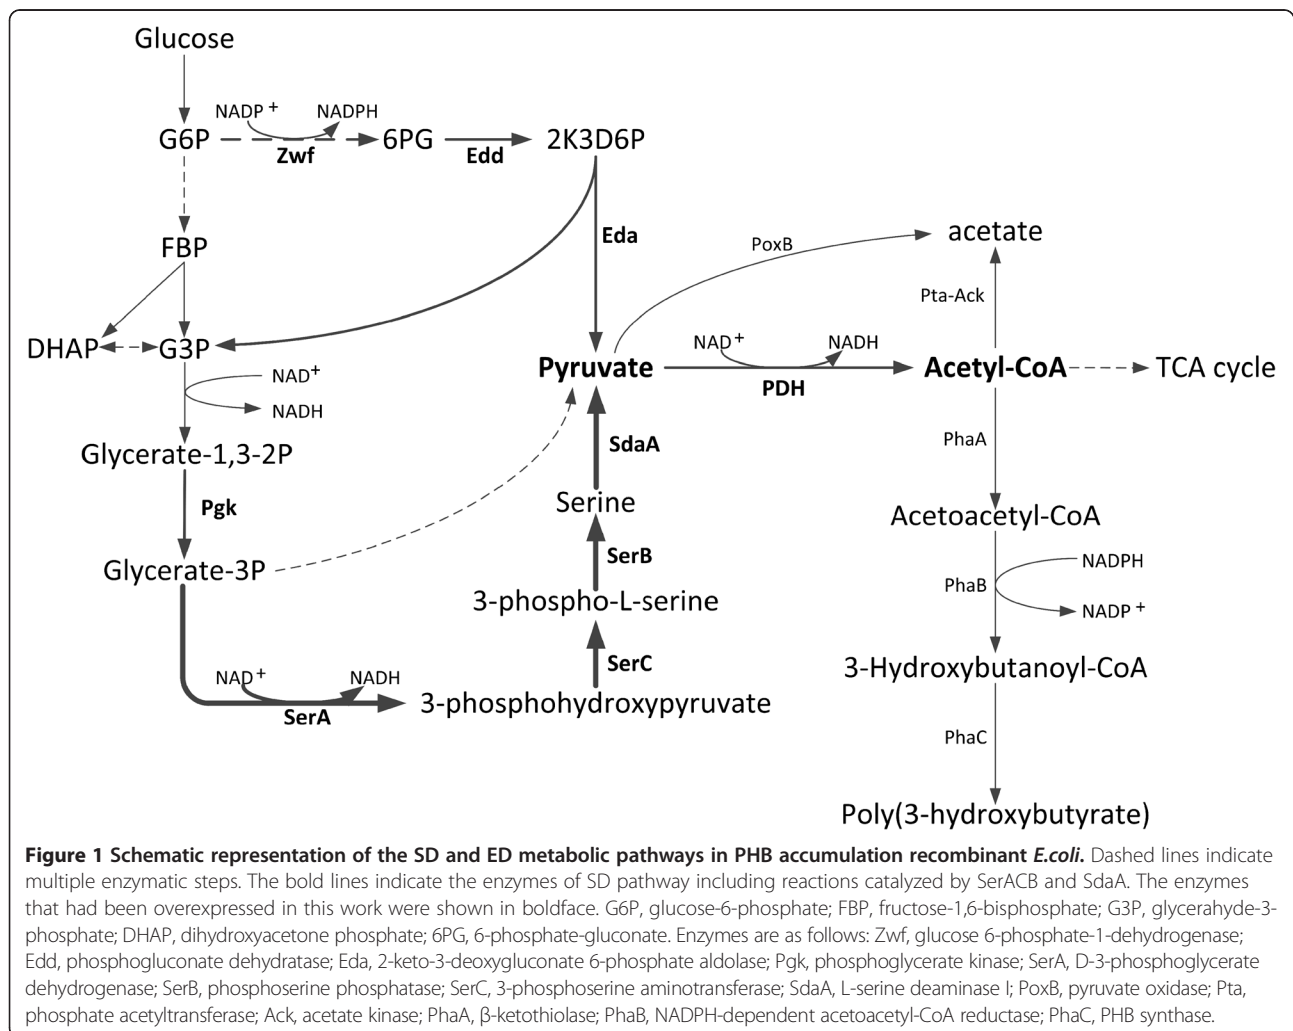 Glucose
NADP + NADPH
G6P 6PG 2K3D6P
Zwf Edd
Eda
PoxB
acetate
FBP
Pta-Ack
DHAP G3P
NAD+ NADH
Pyruvate Acetyl-CoA TCA cycle
PDH
NAD+
NADH
PhaA
SdaA
Glycerate-1,3-2P
Serine
Pgk
Acetoacetyl-CoA
SerB
NADPH
Glycerate-3P
PhaB
3-phospho-L-serine
NADP +
SerC
3-Hydroxybutanoyl-CoA
NAD+ NADH
3-phosphohydroxypyruvate
SerA
PhaC
Poly(3-hydroxybutyrate)
Figure 1 Schematic representation of the SD and ED metabolic pathways in PHB accumulation recombinant E.coli. Dashed lines indicate
multiple enzymatic steps. The bold lines indicate the enzymes of SD pathway including reactions catalyzed by SerACB and SdaA. The enzymes
that had been overexpressed in this work were shown in boldface. G6P, glucose-6-phosphate; FBP, fructose-1,6-bisphosphate; G3P, glycerahyde-3-
phosphate; DHAP, dihydroxyacetone phosphate; 6PG, 6-phosphate-gluconate. Enzymes are as follows: Zwf, glucose 6-phosphate-1-dehydrogenase;
Edd, phosphogluconate dehydratase; Eda, 2-keto-3-deoxygluconate 6-phosphate aldolase; Pgk, phosphoglycerate kinase; SerA, D-3-phosphoglycerate
dehydrogenase; SerB, phosphoserine phosphatase; SerC, 3-phosphoserine aminotransferase; SdaA, L-serine deaminase I; PoxB, pyruvate oxidase; Pta,
phosphate acetyltransferase; Ack, acetate kinase; PhaA, β-ketothiolase; PhaB, NADPH-dependent acetoacetyl-CoA reductase; PhaC, PHB synthase.